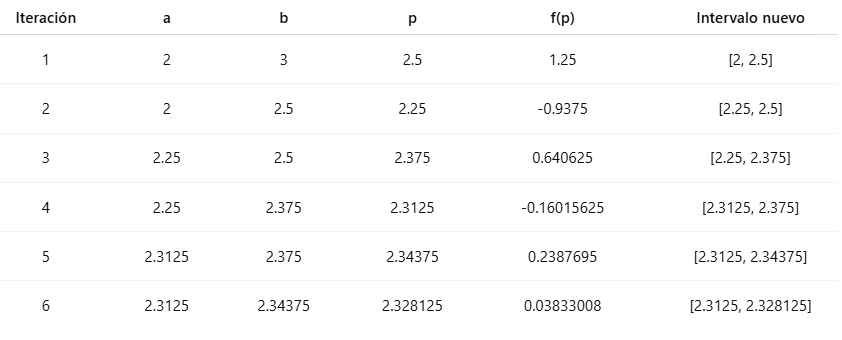 Iteración a b p f(p) Intervalo nuevo
1 2 3 2.5 1.25 [2, 2.5]
2 2 2.5 2.25 -0.9375 [2.25, 2.5]
3 2.25 2.5 2.375 0.640625 [2.25, 2.375]
4 2.25 2.375 2.3125 -0.16015625 [2.3125, 2.375]
5 2.3125 2.375 2.34375 0.2387695 [2.3125, 2.34375]
6 2.3125 2.34375 2.328125 0.03833008 [2.3125, 2.328125]